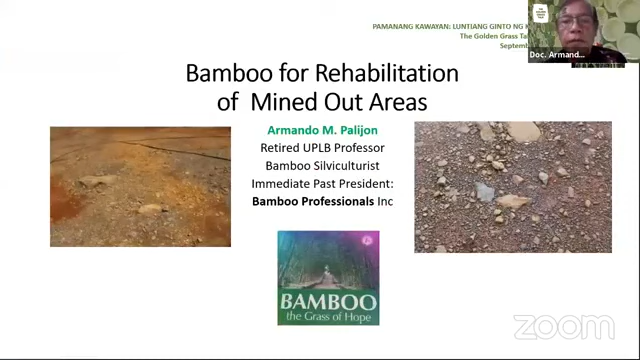 PAMANANG KAWAYAN: LUNTIANG GINTO NG K
The Golden Grass Ta
Septemb
Doc. Armand...
Bamboo for Rehabilitation
of Mined Out Areas
Armando M. Palijon
Retired UPLB Professor
Bamboo Silviculturist
Immediate Past President:
Bamboo Professionals Inc
BAMBOO
the Grass of Hope
zoom